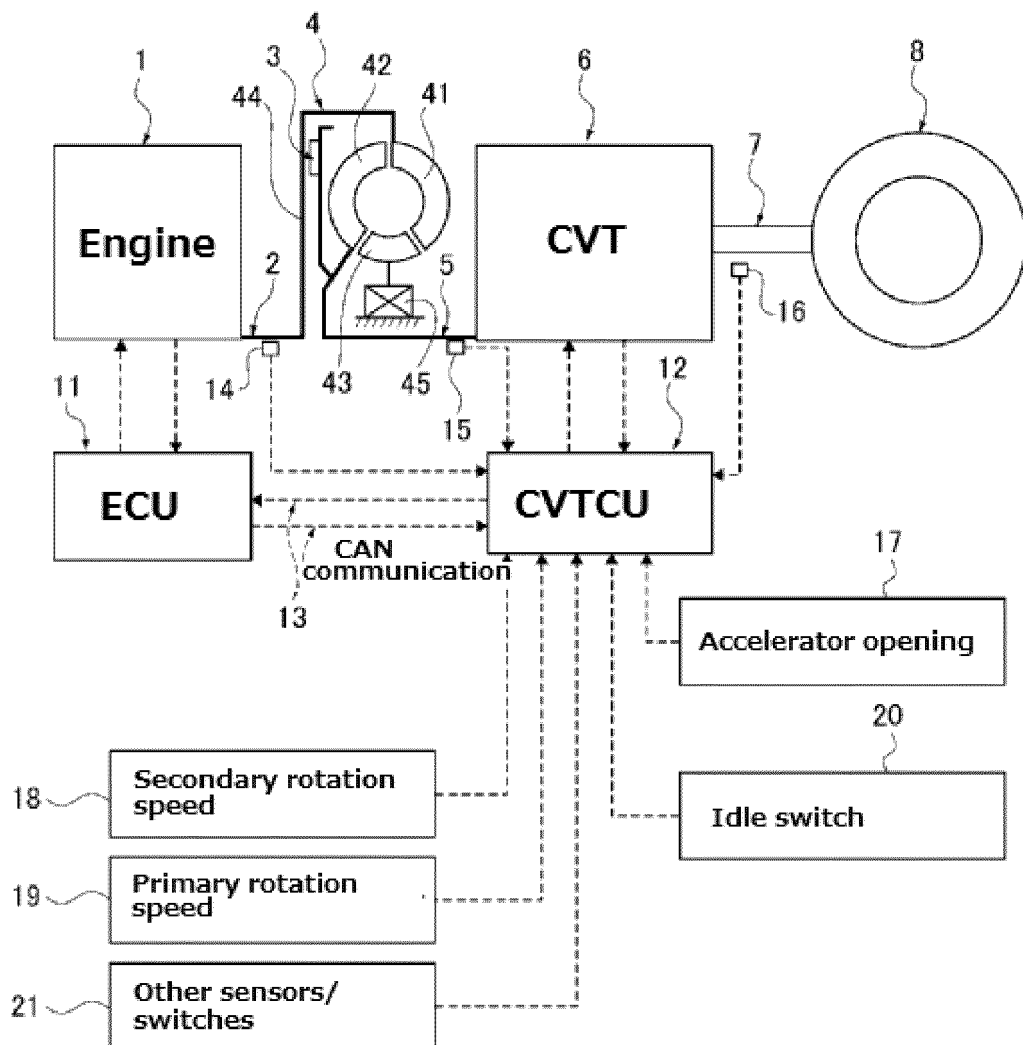 4
1
3
42
6
8
44
41
7
Engine
CVT
2
5
16
14
43
45
12
11
15
ECU
CVTCU
CAN
communication
17
13
Accelerator opening
20
Secondary rotation
speed
18
Idle switch
Primary rotation
speed
19
Other sensors/
switches
21